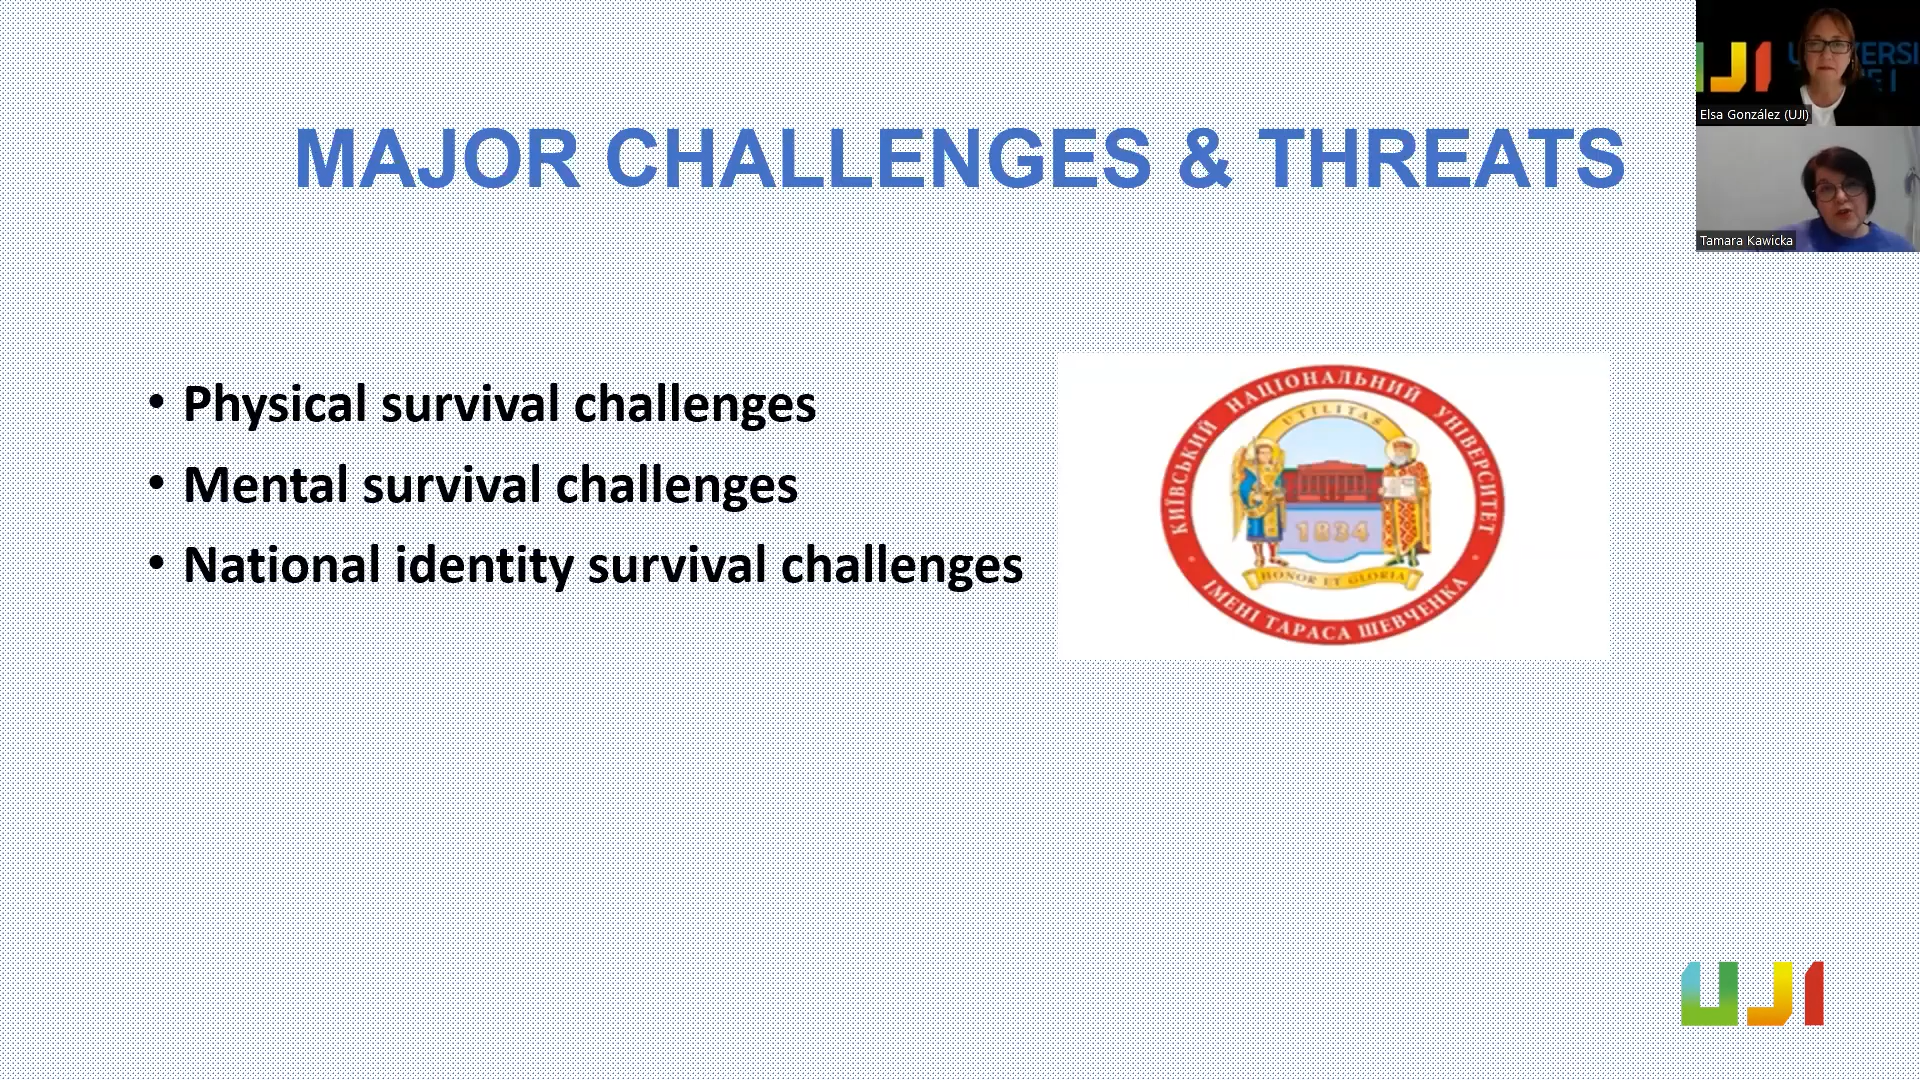 MAJOR CHALLENGES & THREATS
• Physical survival challenges
• Mental survival challenges
• National identity survival challenges
КИЇВСЬКИЙ НАЦІОНАЛЬНИЙ УНІВЕРСИТЕТ
UTILITAS
1834
HONOR ET GLORIA
ІМЕНІ ТАРАСА ШЕВЧЕНКА
UJI
Elsa González (UJI)
Tamara Kawicka
UJI